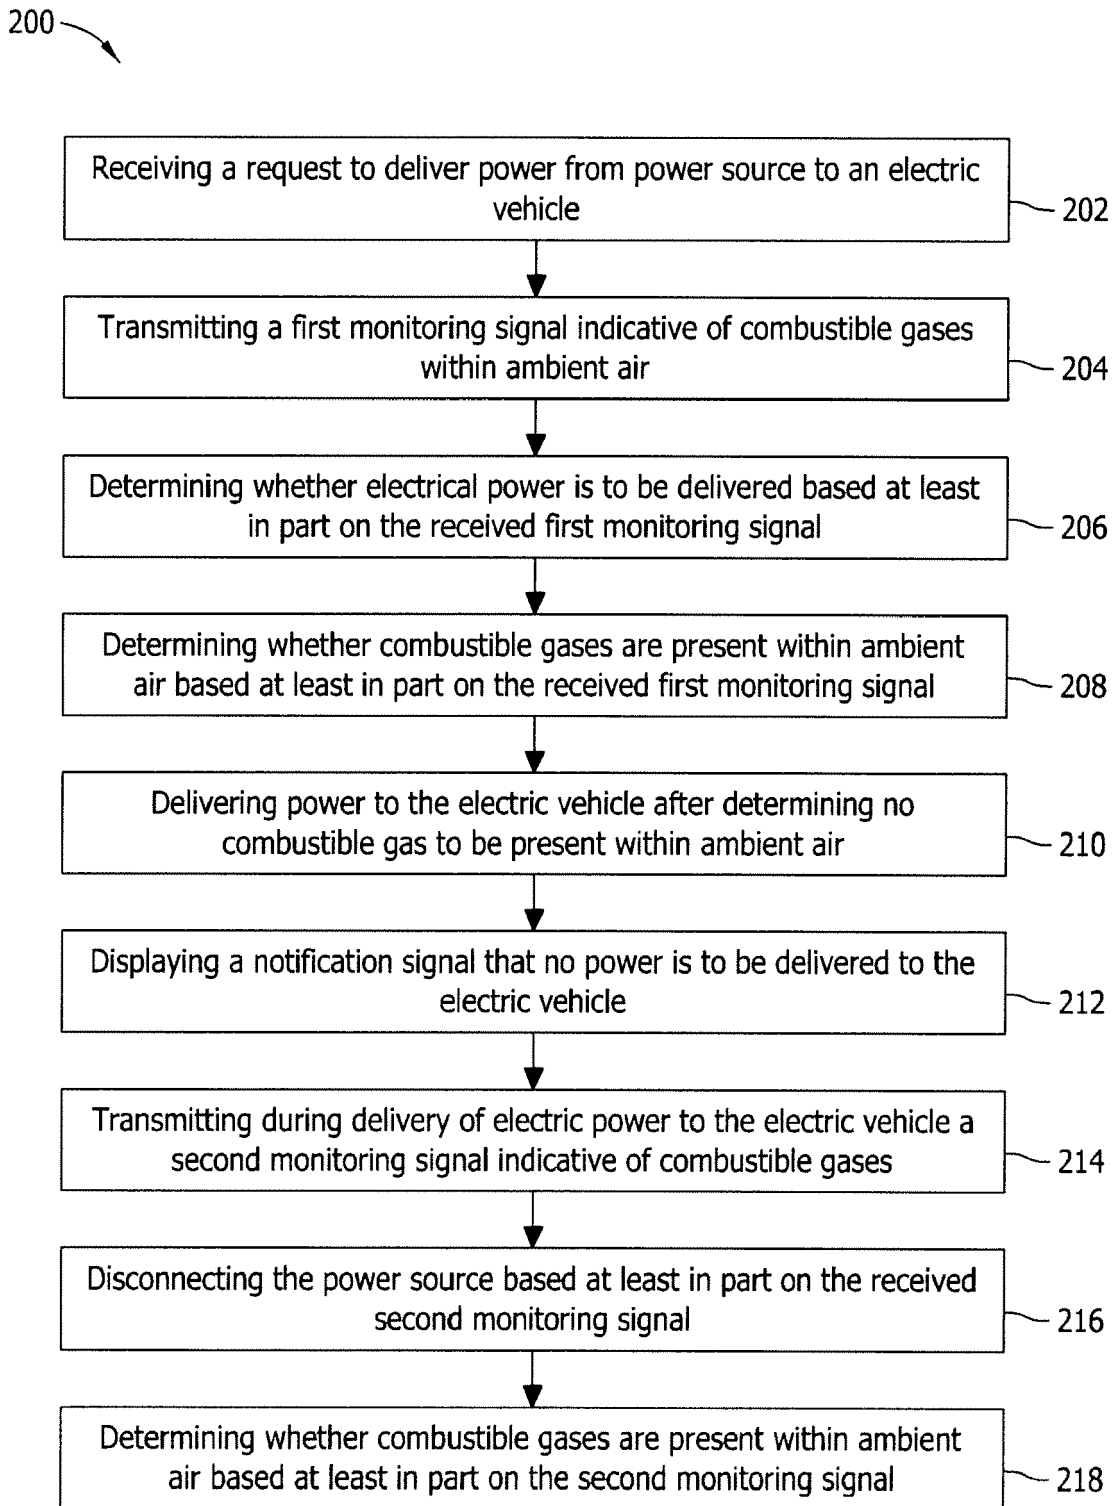 200
Receiving a request to deliver power from power source to an electric
vehicle
202
Transmitting a first monitoring signal indicative of combustible gases
within ambient air
204
Determining whether electrical power is to be delivered based at least
in part on the received first monitoring signal
206
Determining whether combustible gases are present within ambient
air based at least in part on the received first monitoring signal
208
Delivering power to the electric vehicle after determining no
combustible gas to be present within ambient air
210
Displaying a notification signal that no power is to be delivered to the
electric vehicle
212
Transmitting during delivery of electric power to the electric vehicle a
second monitoring signal indicative of combustible gases
214
Disconnecting the power source based at least in part on the received
second monitoring signal
216
Determining whether combustible gases are present within ambient
air based at least in part on the second monitoring signal
218